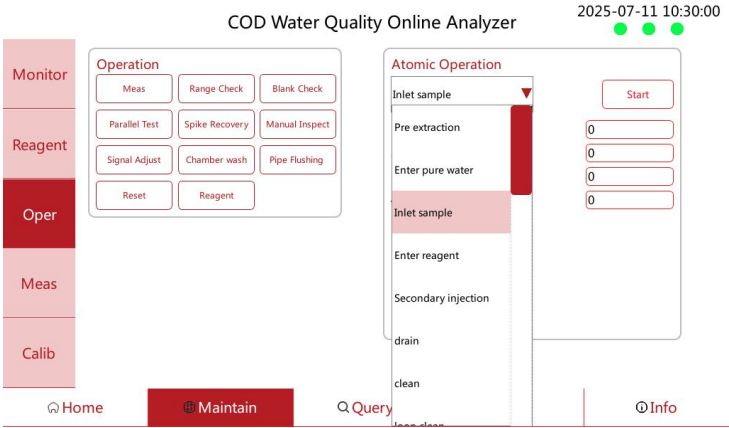 COD Water Quality Online Analyzer
2025-07-11 10:30:00
Monitor
Reagent
Oper
Meas
Calib
Operation
Meas
Range Check
Blank Check
Parallel Test
Spike Recovery
Manual Inspect
Signal Adjust
Chamber wash
Pipe Flushing
Reset
Reagent
Atomic Operation
Inlet sample
Start
Pre extraction
Enter pure water
Inlet sample
Enter reagent
Secondary injection
drain
clean
loop clean
0
0
0
0
Home
Maintain
Query
Info